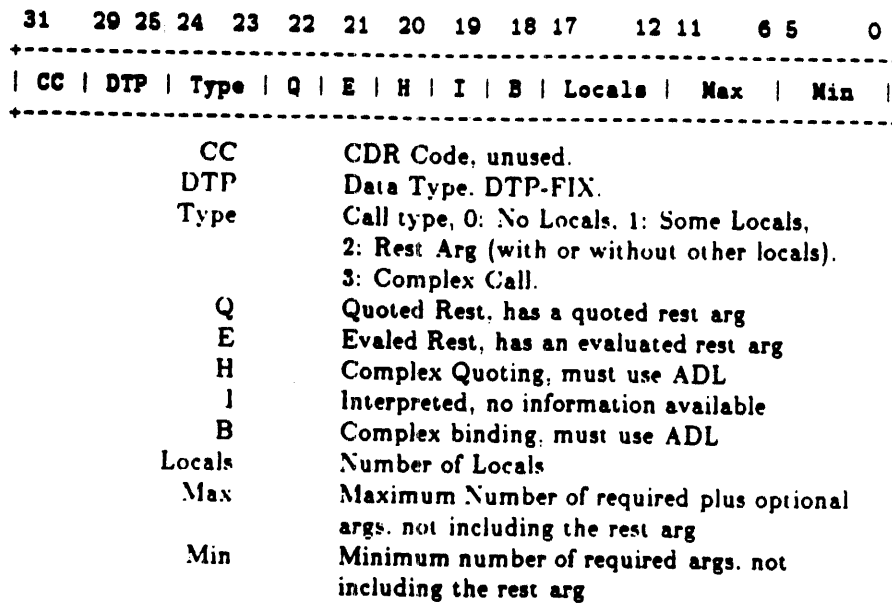 31 29 25 24 23 22 21 20 19 18 17 12 11 6 5 0
+-----------------------------------------------------------------
| CC | DTP | Type | Q | E | H | I | B | Locals | Max | Min |
+-----------------------------------------------------------------
CC CDR Code, unused.
DTP Data Type. DTP-FIX.
Type Call type, 0: No Locals. 1: Some Locals,
2: Rest Arg (with or without other locals).
3: Complex Call.
Q Quoted Rest, has a quoted rest arg
E Evaled Rest, has an evaluated rest arg
H Complex Quoting, must use ADL
I Interpreted, no information available
B Complex binding, must use ADL
Locals Number of Locals
Max Maximum Number of required plus optional
args. not including the rest arg
Min Minimum number of required args. not
including the rest arg